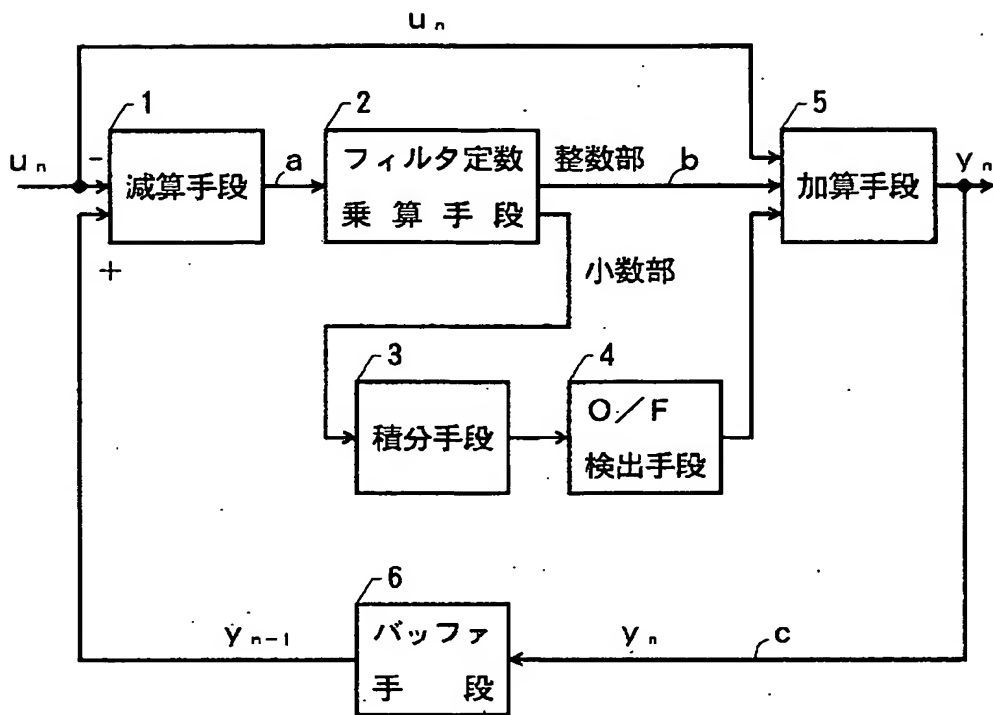 uₙ
1
2
5
uₙ
-
+
減算手段
a
フィルタ定数
乗算手段
整数部
b
加算手段
yₙ
小数部
3
4
積分手段
O/F
検出手段
6
yₙ₋₁
バッファ
手段
yₙ
c